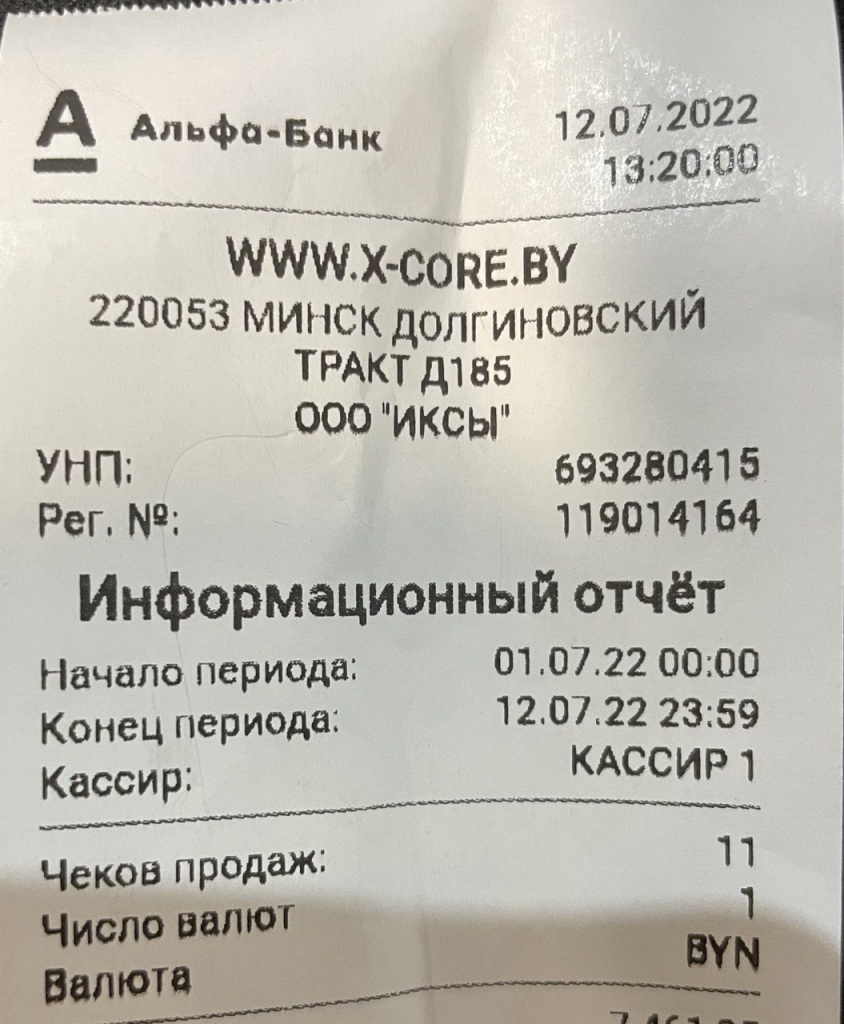 А Альфа-Банк 12.07.2022
13:20:00
WWW.X-CORE.BY
220053 МИНСК ДОЛГИНОВСКИЙ
ТРАКТ Д185
ООО "ИКСЫ"
УНП: 693280415
Рег. №: 119014164
Информационный отчёт
Начало периода: 01.07.22 00:00
Конец периода: 12.07.22 23:59
Кассир: КАССИР 1
Чеков продаж: 11
Число валют 1
Валюта BYN